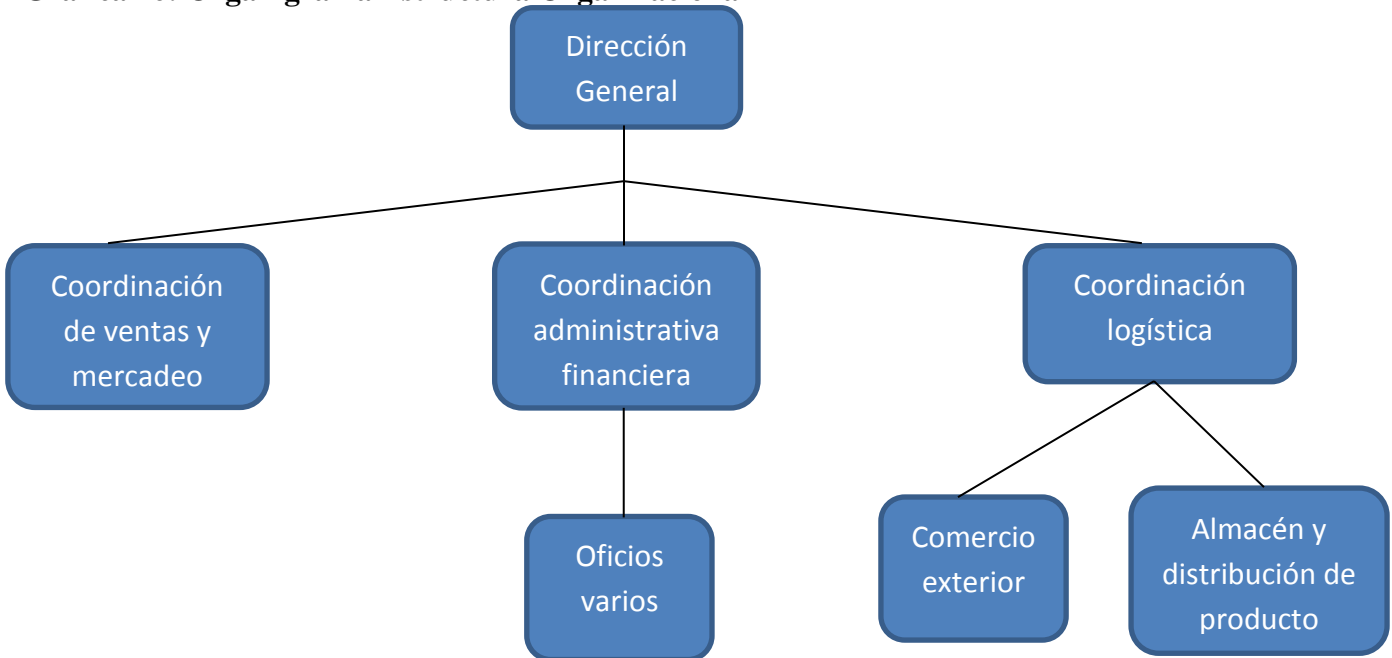 Dirección
General
Coordinación
de ventas y
mercadeo
Coordinación
administrativa
financiera
Coordinación
logística
Oficios
varios
Comercio
exterior
Almacén y
distribución de
producto